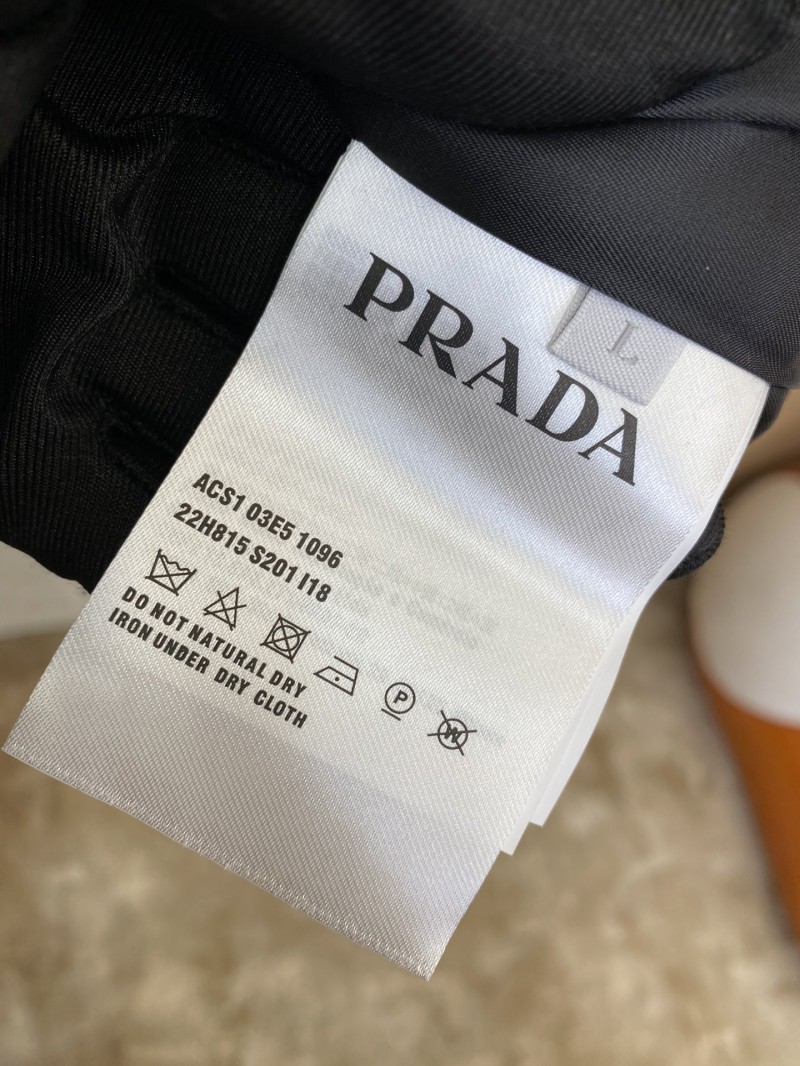 PRADA
L
ACS1 03E5 1096
22H815 S201 I18
P
W
DO NOT NATURAL DRY
IRON UNDER DRY CLOTH